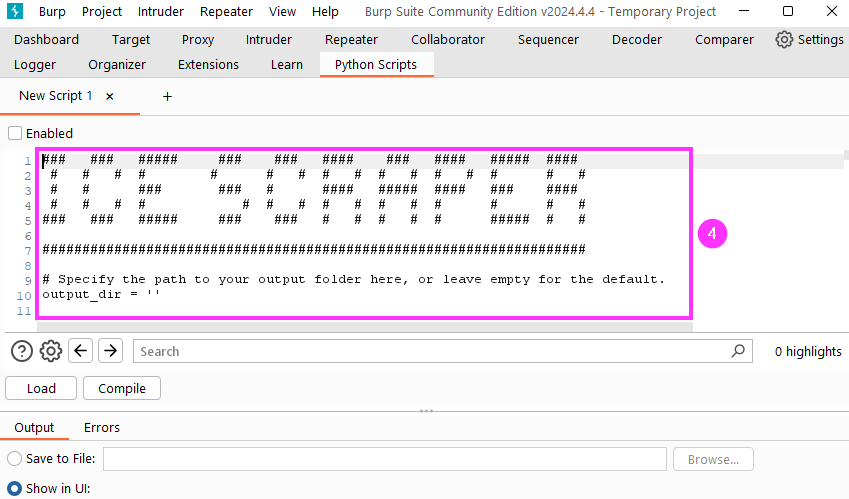 Burp Project Intruder Repeater View Help Burp Suite Community Edition v2024.4.4 - Temporary Project
Dashboard Target Proxy Intruder Repeater Collaborator Sequencer Decoder Comparer Settings
Logger Organizer Extensions Learn Python Scripts
New Script 1 × +
Enabled
1 ###   ###   #####     ###    ###   ####    ###   ####   #####  ####
2  #   #   #  #        #      #   #  #   #  #   #  #   #  #      #   #
3  #   #      ###       ###   #      ####   #####  ####   ###    ####
4  #   #   #  #            #  #   #  #  #   #   #  #      #      #  #
5 ###   ###   #####     ###    ###   #   #  #   #  #      #####  #   #
6
7 ####################################################################
8
9 # Specify the path to your output folder here, or leave empty for the default.
10 output_dir = ''
11
4
? Search 0 highlights
Load Compile
Output Errors
Save to File: Browse...
Show in UI: